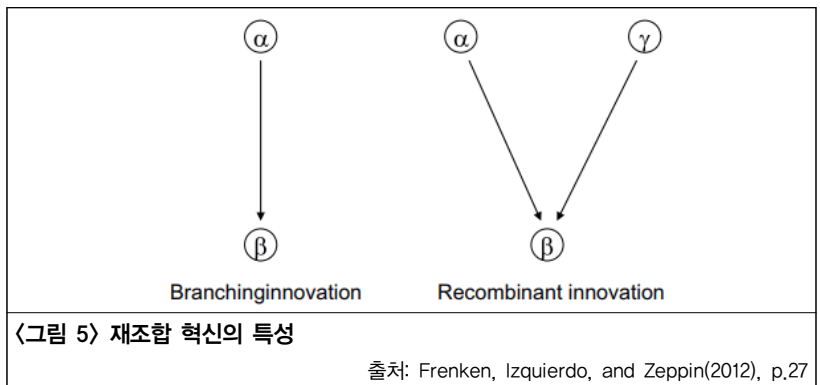 α α γ
β β
Branchinginnovation Recombinant innovation
〈그림 5〉 재조합 혁신의 특성
출처: Frenken, Izquierdo, and Zeppin(2012), p.27